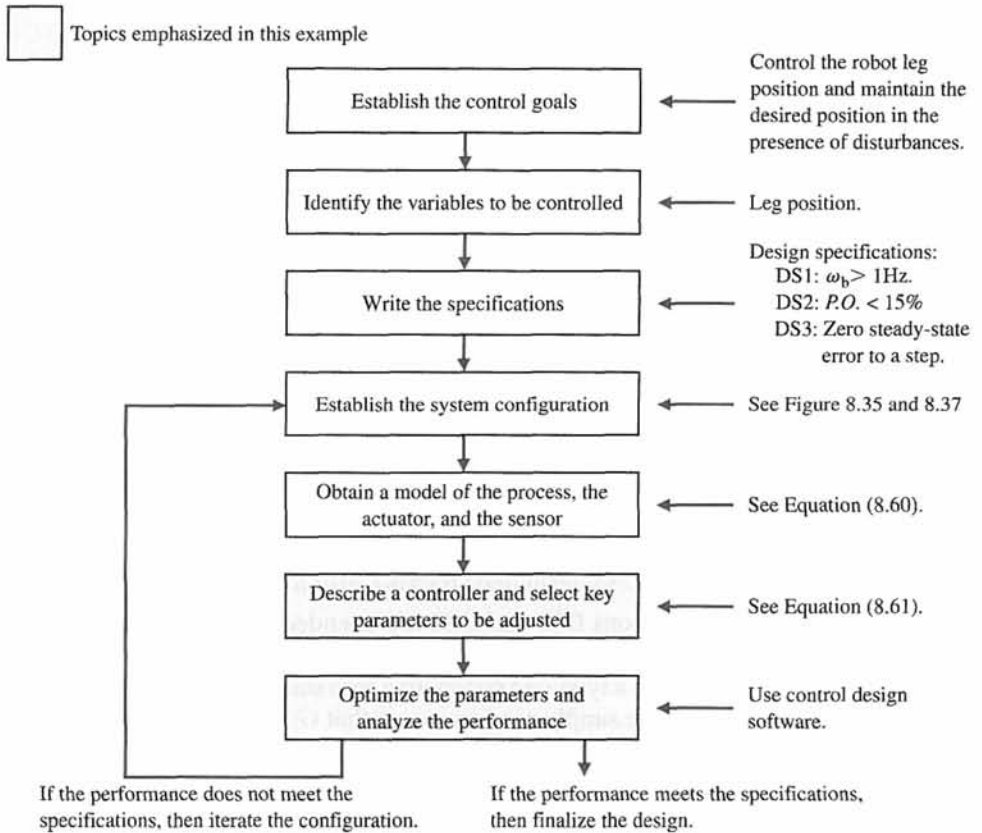 Topics emphasized in this example
Establish the control goals
Control the robot leg
position and maintain the
desired position in the
presence of disturbances.
Identify the variables to be controlled
Leg position.
Write the specifications
Design specifications:
DS1: ω_b > 1Hz.
DS2: P.O. < 15%
DS3: Zero steady-state
error to a step.
Establish the system configuration
See Figure 8.35 and 8.37
Obtain a model of the process, the
actuator, and the sensor
See Equation (8.60).
Describe a controller and select key
parameters to be adjusted
See Equation (8.61).
Optimize the parameters and
analyze the performance
Use control design
software.
If the performance does not meet the
specifications, then iterate the configuration.
If the performance meets the specifications,
then finalize the design.